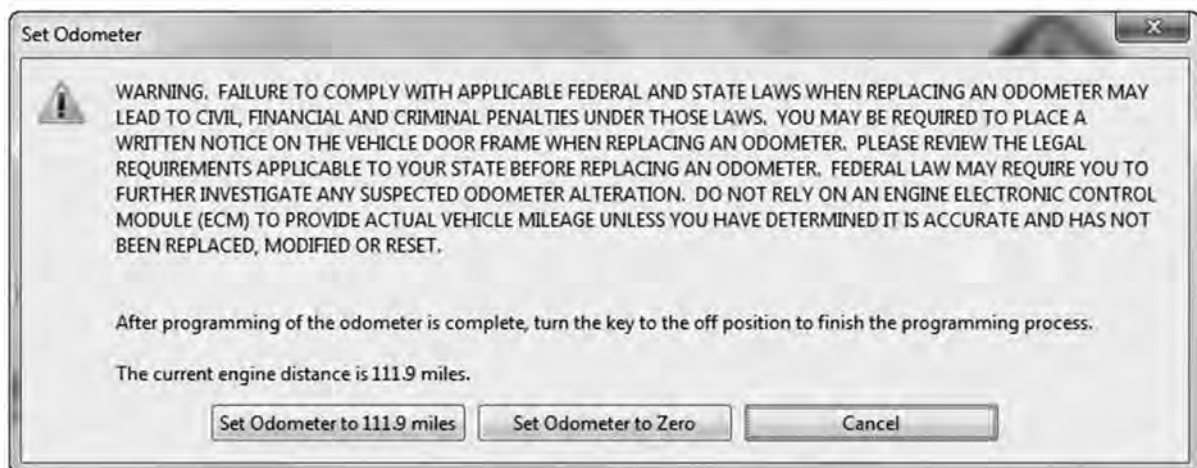 Set Odometer
WARNING. FAILURE TO COMPLY WITH APPLICABLE FEDERAL AND STATE LAWS WHEN REPLACING AN ODOMETER MAY
LEAD TO CIVIL, FINANCIAL AND CRIMINAL PENALTIES UNDER THOSE LAWS. YOU MAY BE REQUIRED TO PLACE A
WRITTEN NOTICE ON THE VEHICLE DOOR FRAME WHEN REPLACING AN ODOMETER. PLEASE REVIEW THE LEGAL
REQUIREMENTS APPLICABLE TO YOUR STATE BEFORE REPLACING AN ODOMETER. FEDERAL LAW MAY REQUIRE YOU TO
FURTHER INVESTIGATE ANY SUSPECTED ODOMETER ALTERATION. DO NOT RELY ON AN ENGINE ELECTRONIC CONTROL
MODULE (ECM) TO PROVIDE ACTUAL VEHICLE MILEAGE UNLESS YOU HAVE DETERMINED IT IS ACCURATE AND HAS NOT
BEEN REPLACED, MODIFIED OR RESET.
After programming of the odometer is complete, turn the key to the off position to finish the programming process.
The current engine distance is 111.9 miles.
Set Odometer to 111.9 miles Set Odometer to Zero Cancel